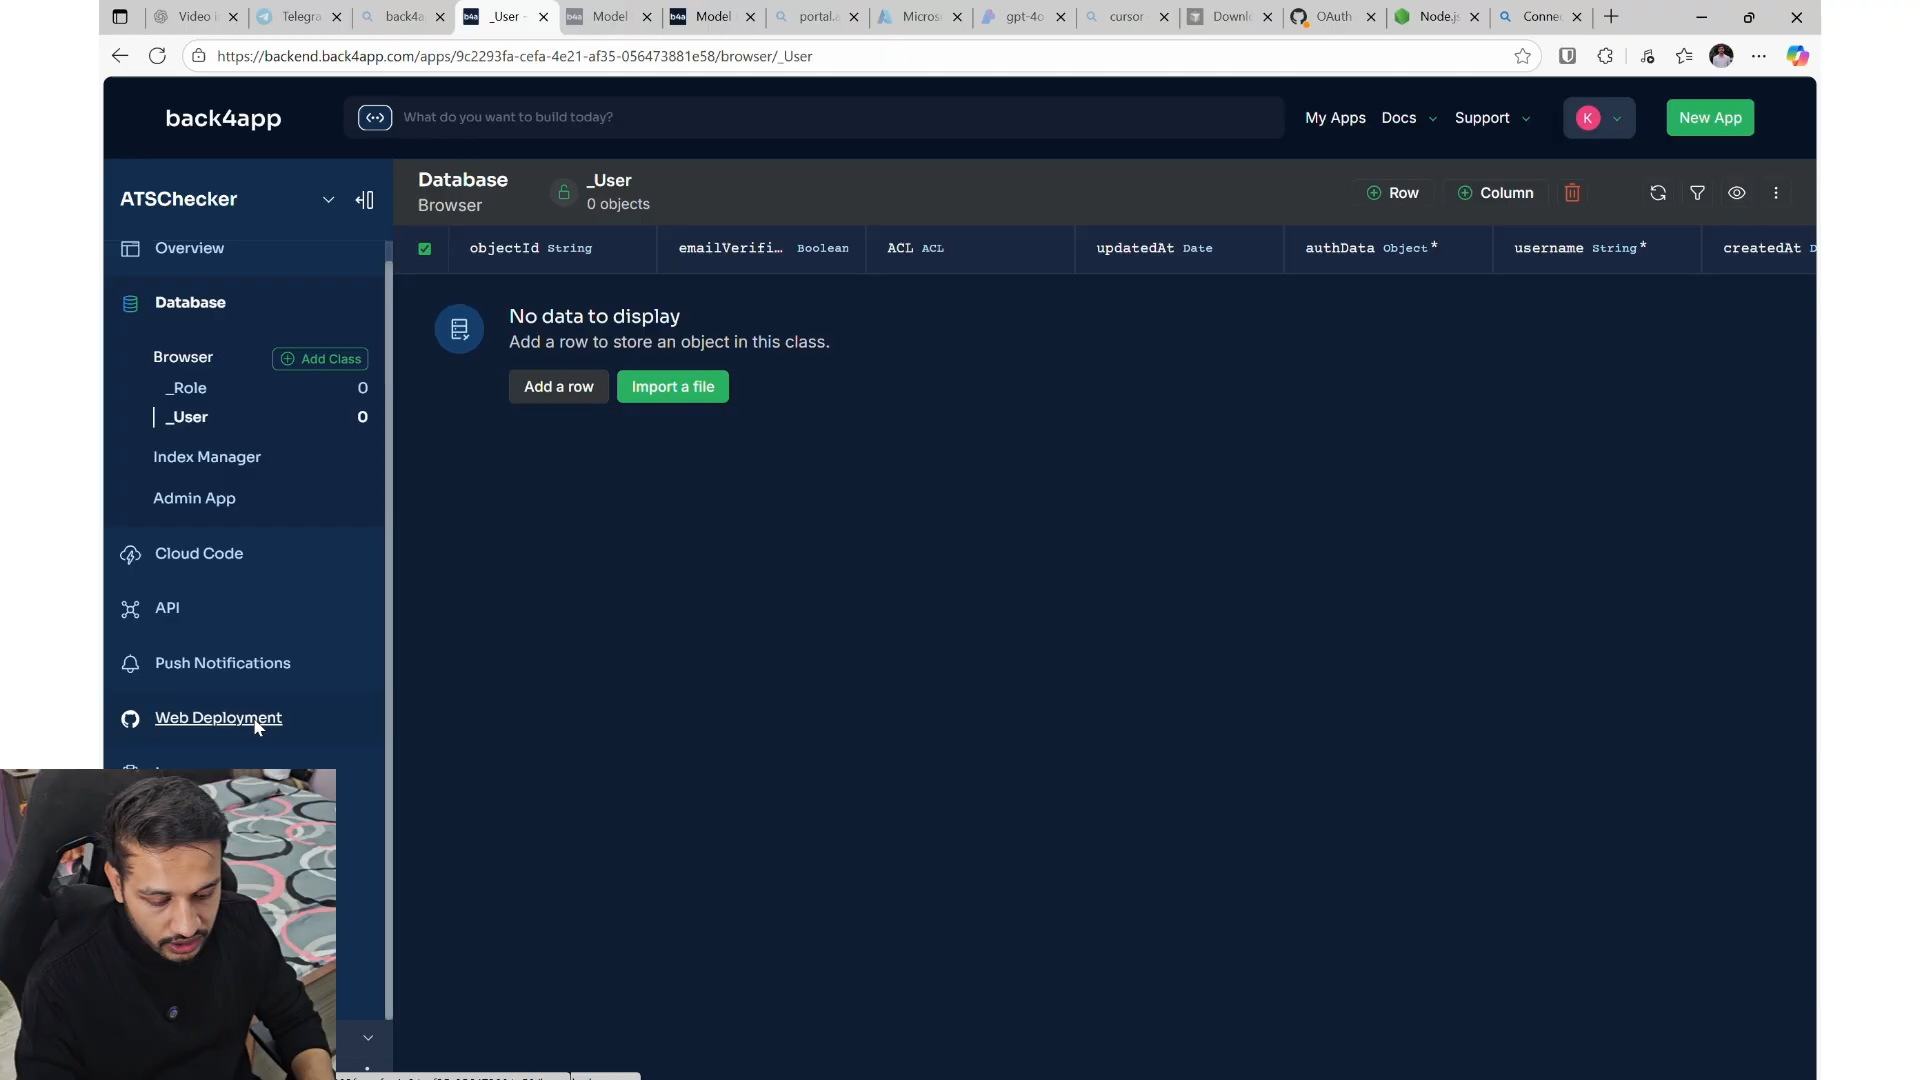 Video i
Telegra
back4a
_User -
Model
Model
portal.a
Micros
gpt-4o
cursor
Downl
OAuth
Node.js
Conne
https://backend.back4app.com/apps/9c2293fa-cefa-4e21-af35-056473881e58/browser/_User
back4app
What do you want to build today?
My Apps
Docs
Support
K
New App
ATSChecker
Database
Browser
_User
0 objects
Row
Column
objectId String
emailVerifi... Boolean
ACL ACL
updatedAt Date
authData Object*
username String*
createdAt D
No data to display
Add a row to store an object in this class.
Add a row
Import a file
Overview
Database
Browser
Add Class
_Role 0
_User 0
Index Manager
Admin App
Cloud Code
API
Push Notifications
Web Deployment